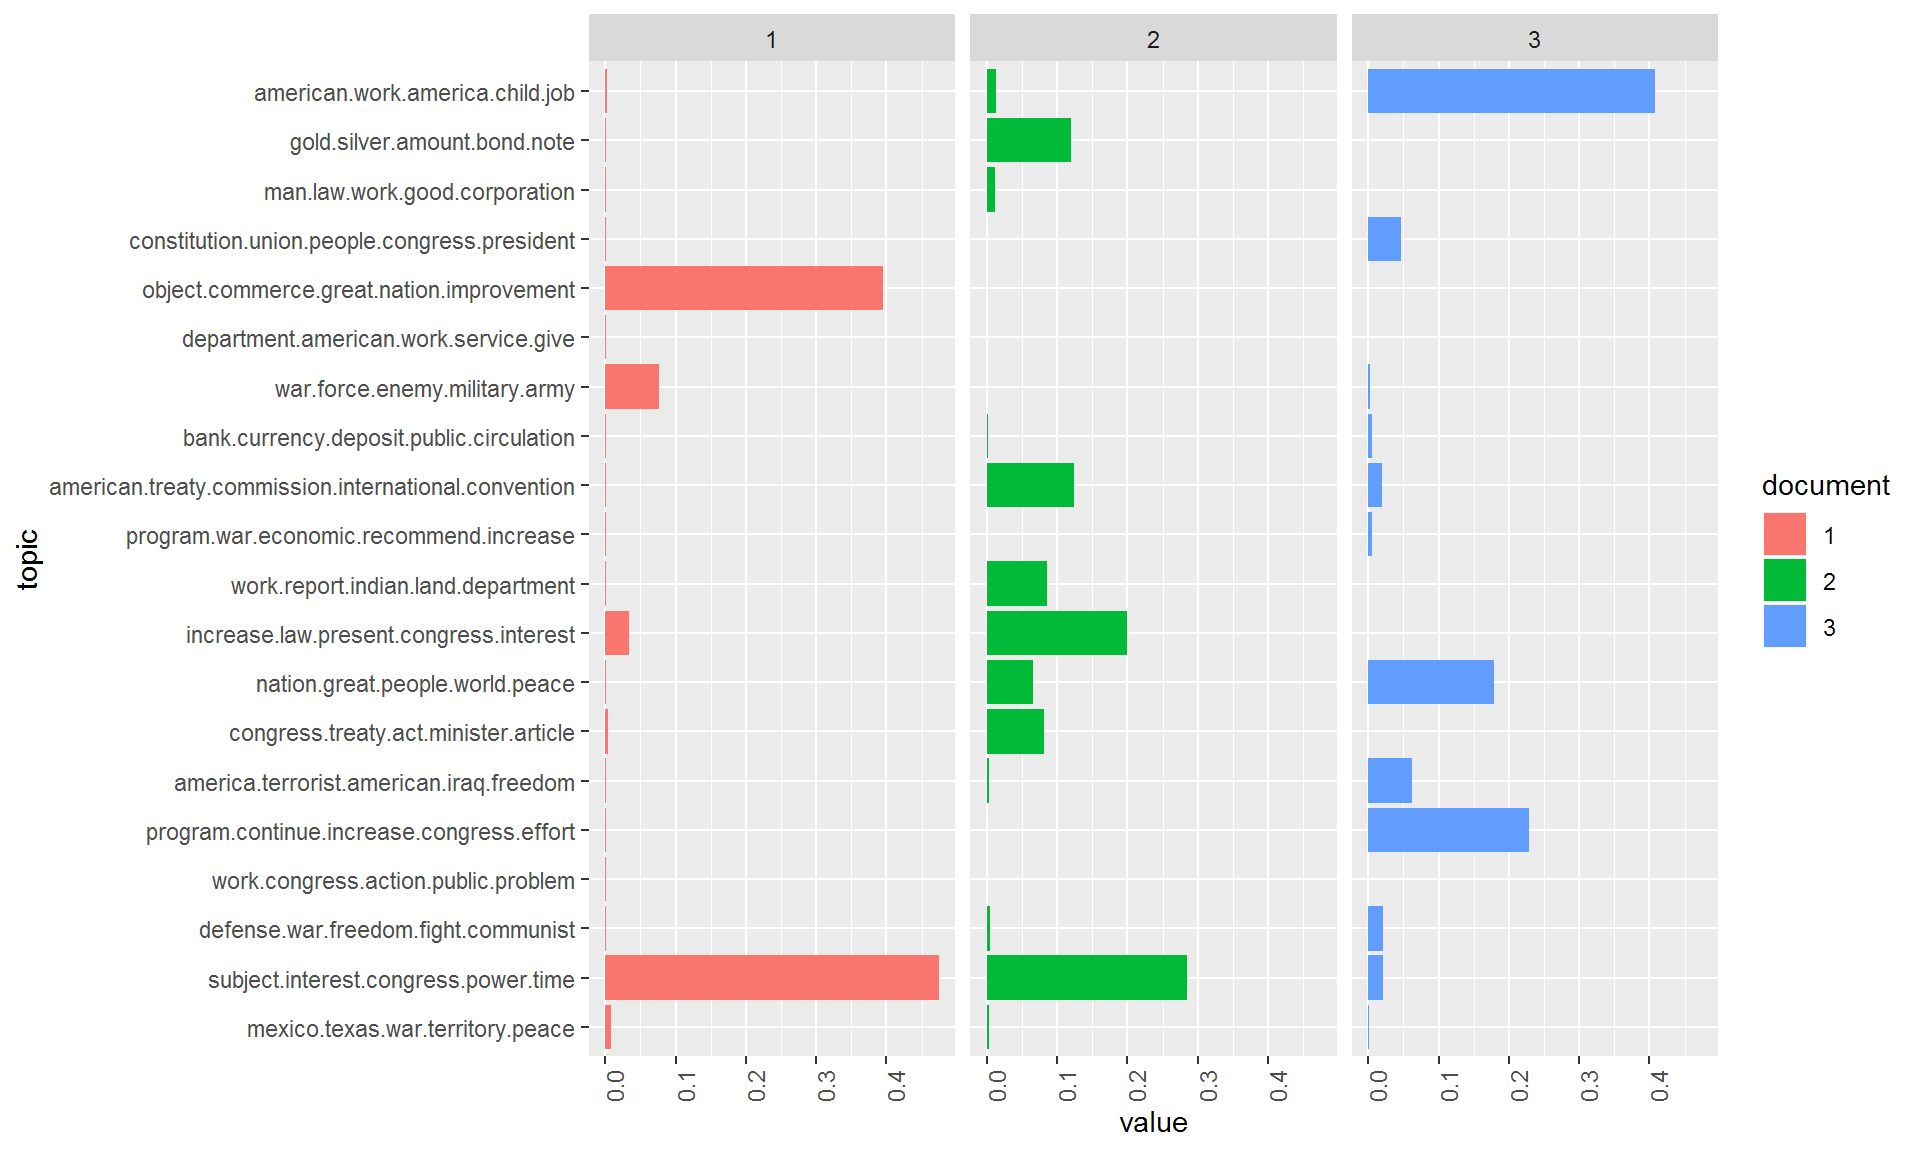 1
2
3
american.work.america.child.job
gold.silver.amount.bond.note
man.law.work.good.corporation
constitution.union.people.congress.president
object.commerce.great.nation.improvement
department.american.work.service.give
war.force.enemy.military.army
bank.currency.deposit.public.circulation
american.treaty.commission.international.convention
program.war.economic.recommend.increase
work.report.indian.land.department
increase.law.present.congress.interest
nation.great.people.world.peace
congress.treaty.act.minister.article
america.terrorist.american.iraq.freedom
program.continue.increase.congress.effort
work.congress.action.public.problem
defense.war.freedom.fight.communist
subject.interest.congress.power.time
mexico.texas.war.territory.peace
topic
0.0 0.1 0.2 0.3 0.4
0.0 0.1 0.2 0.3 0.4
0.0 0.1 0.2 0.3 0.4
value
document
1
2
3